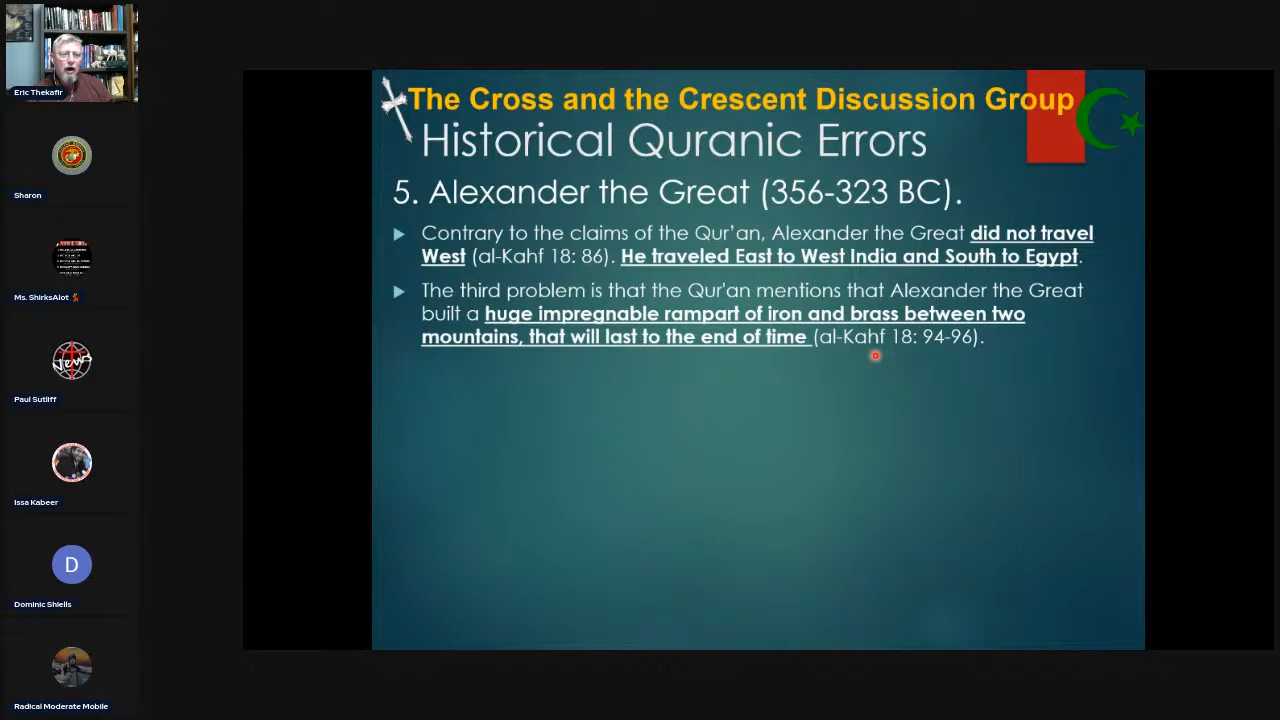 Eric Thekafir
Sharon
Ms. ShirksAlot
Paul Sutliff
Issa Kabeer
D
Dominic Shiells
Radical Moderate Mobile
The Cross and the Crescent Discussion Group
Historical Quranic Errors
5. Alexander the Great (356-323 BC).
Contrary to the claims of the Qur’an, Alexander the Great did not travel
West (al-Kahf 18: 86). He traveled East to West India and South to Egypt.
The third problem is that the Qur'an mentions that Alexander the Great
built a huge impregnable rampart of iron and brass between two
mountains, that will last to the end of time (al-Kahf 18: 94-96).
News